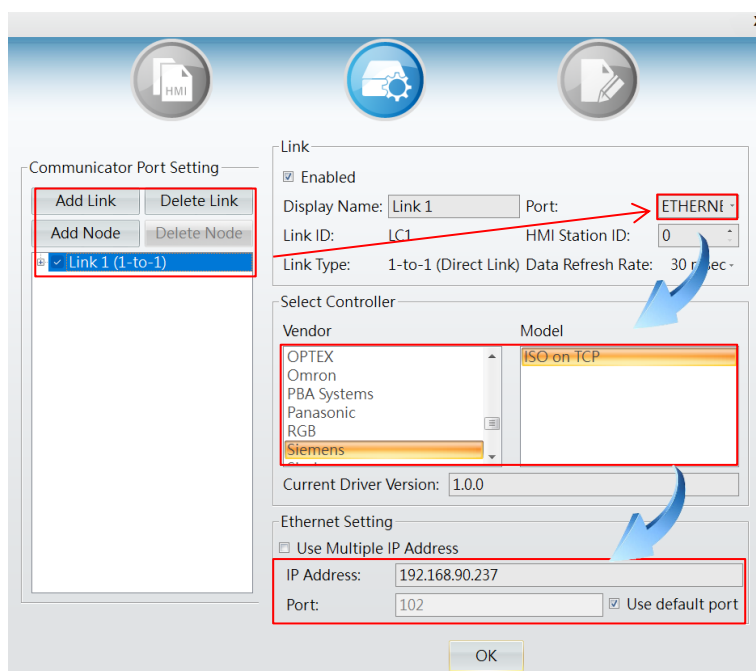 HMI
Communicator Port Setting
Add Link
Delete Link
Add Node
Delete Node
Link 1 (1-to-1)
Link
Enabled
Display Name:
Link 1
Port:
ETHERNE
Link ID:
LC1
HMI Station ID:
0
Link Type:
1-to-1 (Direct Link)
Data Refresh Rate:
30
Select Controller
Vendor
Model
OPTEX
Omron
PBA Systems
Panasonic
RGB
Siemens
ISO on TCP
Current Driver Version:
1.0.0
Ethernet Setting
Use Multiple IP Address
IP Address:
192.168.90.237
Port:
102
Use default port
OK